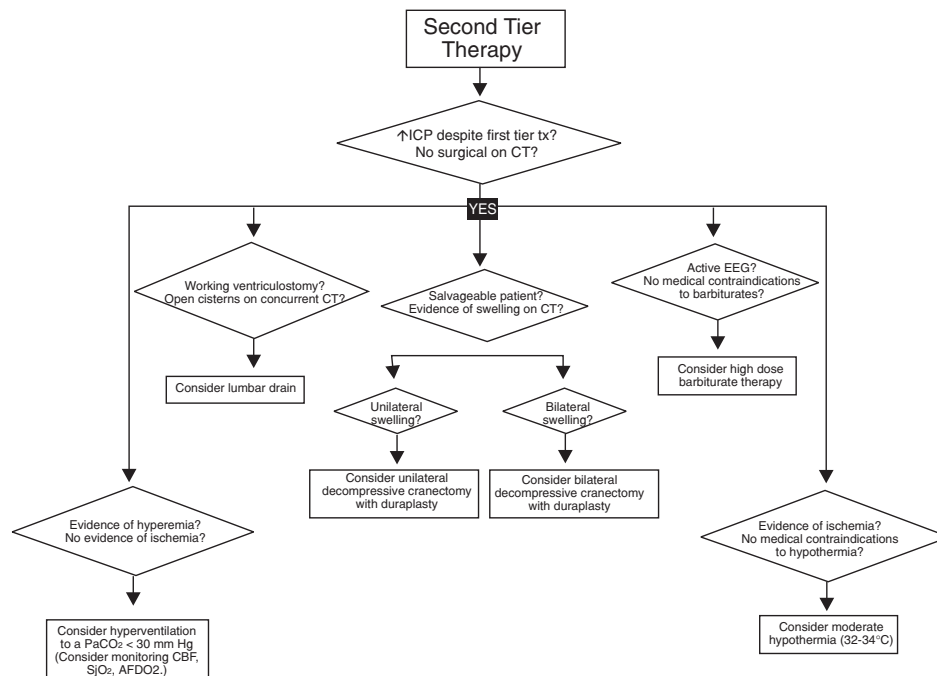 Second Tier
Therapy
↑ICP despite first tier tx?
No surgical on CT?
YES
Working ventriculostomy?
Open cisterns on concurrent CT?
Salvageable patient?
Evidence of swelling on CT?
Active EEG?
No medical contraindications
to barbiturates?
Consider lumbar drain
Consider high dose
barbiturate therapy
Unilateral
swelling?
Bilateral
swelling?
Consider unilateral
decompressive cranectomy
with duraplasty
Consider bilateral
decompressive cranectomy
with duraplasty
Evidence of hyperemia?
No evidence of ischemia?
Evidence of ischemia?
No medical contraindications
to hypothermia?
Consider hyperventilation
to a PaCO₂ < 30 mm Hg
(Consider monitoring CBF,
SjO₂, AFDO2.)
Consider moderate
hypothermia (32-34°C)